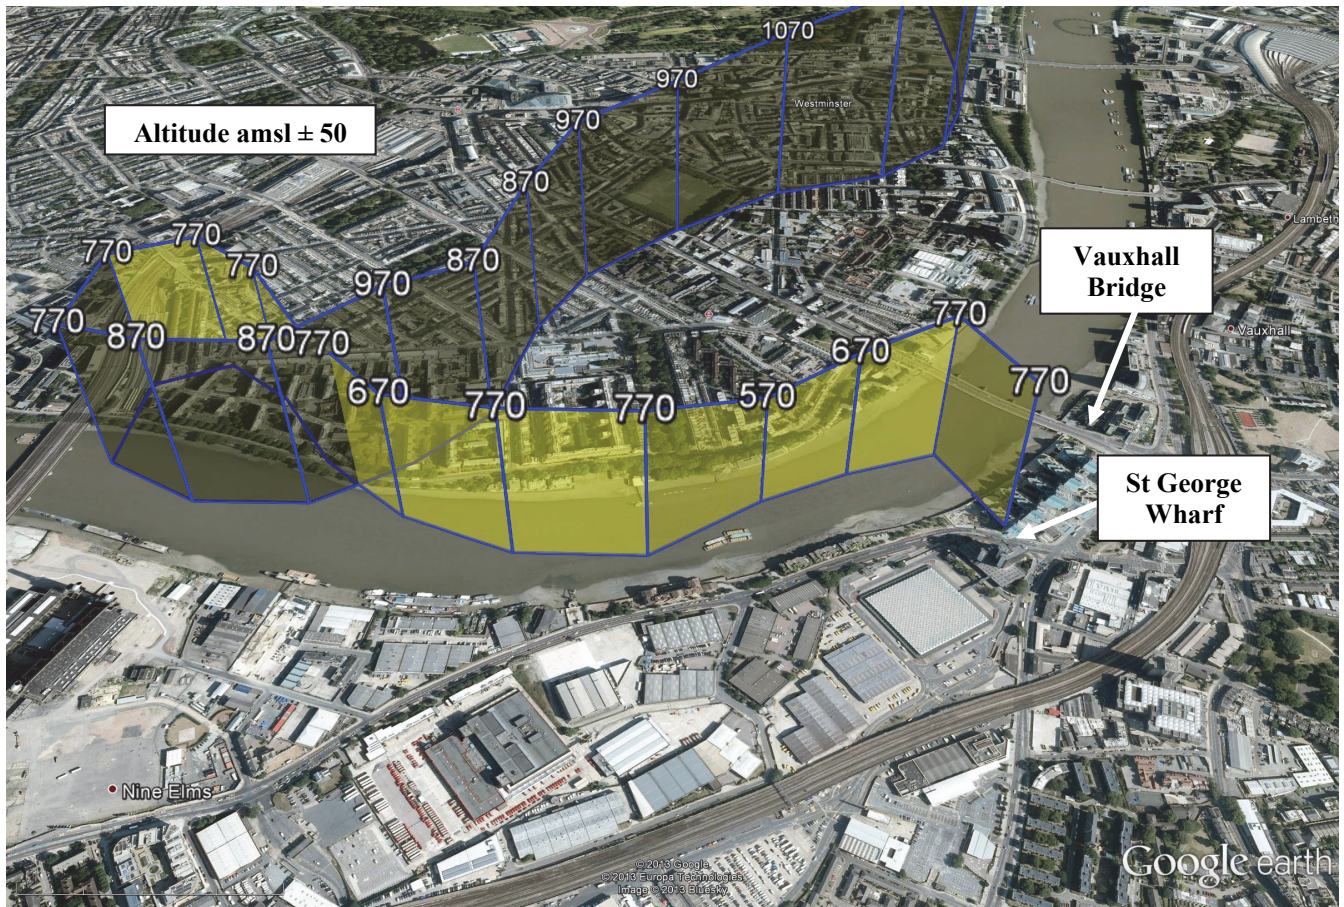 1070
970
Westminster
970
Altitude amsl ± 50
870
Lambeth
770
770
770
870
970
Vauxhall
Bridge
770
870
870
770
770
670
Vauxhall
670
770
770
570
770
St George
Wharf
Nine Elms
© 2013 Google
© 2013 Europa Technologies
Image © 2013 Bluesky
Google earth